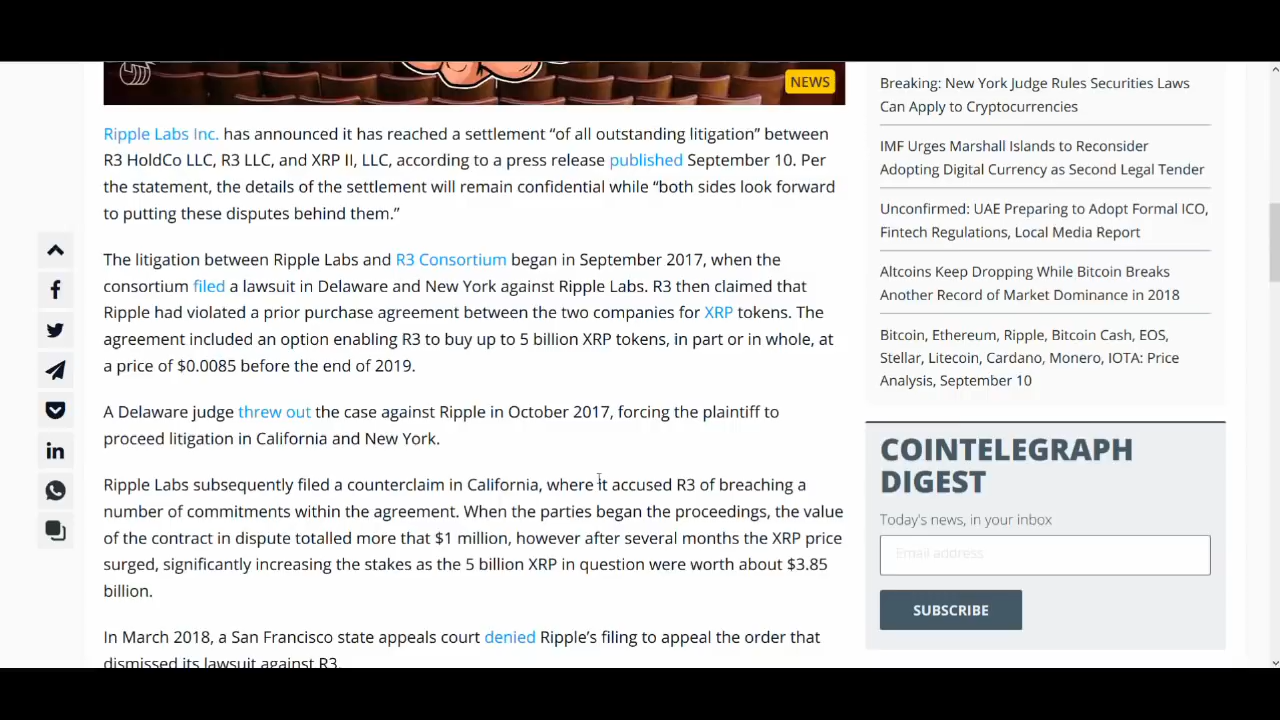 NEWS
Ripple Labs Inc. has announced it has reached a settlement “of all outstanding litigation” between
R3 HoldCo LLC, R3 LLC, and XRP II, LLC, according to a press release published September 10. Per
the statement, the details of the settlement will remain confidential while “both sides look forward
to putting these disputes behind them.”
The litigation between Ripple Labs and R3 Consortium began in September 2017, when the
consortium filed a lawsuit in Delaware and New York against Ripple Labs. R3 then claimed that
Ripple had violated a prior purchase agreement between the two companies for XRP tokens. The
agreement included an option enabling R3 to buy up to 5 billion XRP tokens, in part or in whole, at
a price of $0.0085 before the end of 2019.
A Delaware judge threw out the case against Ripple in October 2017, forcing the plaintiff to
proceed litigation in California and New York.
Ripple Labs subsequently filed a counterclaim in California, where it accused R3 of breaching a
number of commitments within the agreement. When the parties began the proceedings, the value
of the contract in dispute totalled more that $1 million, however after several months the XRP price
surged, significantly increasing the stakes as the 5 billion XRP in question were worth about $3.85
billion.
In March 2018, a San Francisco state appeals court denied Ripple’s filing to appeal the order that
dismissed its lawsuit against R3.
Breaking: New York Judge Rules Securities Laws
Can Apply to Cryptocurrencies
IMF Urges Marshall Islands to Reconsider
Adopting Digital Currency as Second Legal Tender
Unconfirmed: UAE Preparing to Adopt Formal ICO,
Fintech Regulations, Local Media Report
Altcoins Keep Dropping While Bitcoin Breaks
Another Record of Market Dominance in 2018
Bitcoin, Ethereum, Ripple, Bitcoin Cash, EOS,
Stellar, Litecoin, Cardano, Monero, IOTA: Price
Analysis, September 10
COINTELEGRAPH
DIGEST
Today's news, in your inbox
Email address
SUBSCRIBE